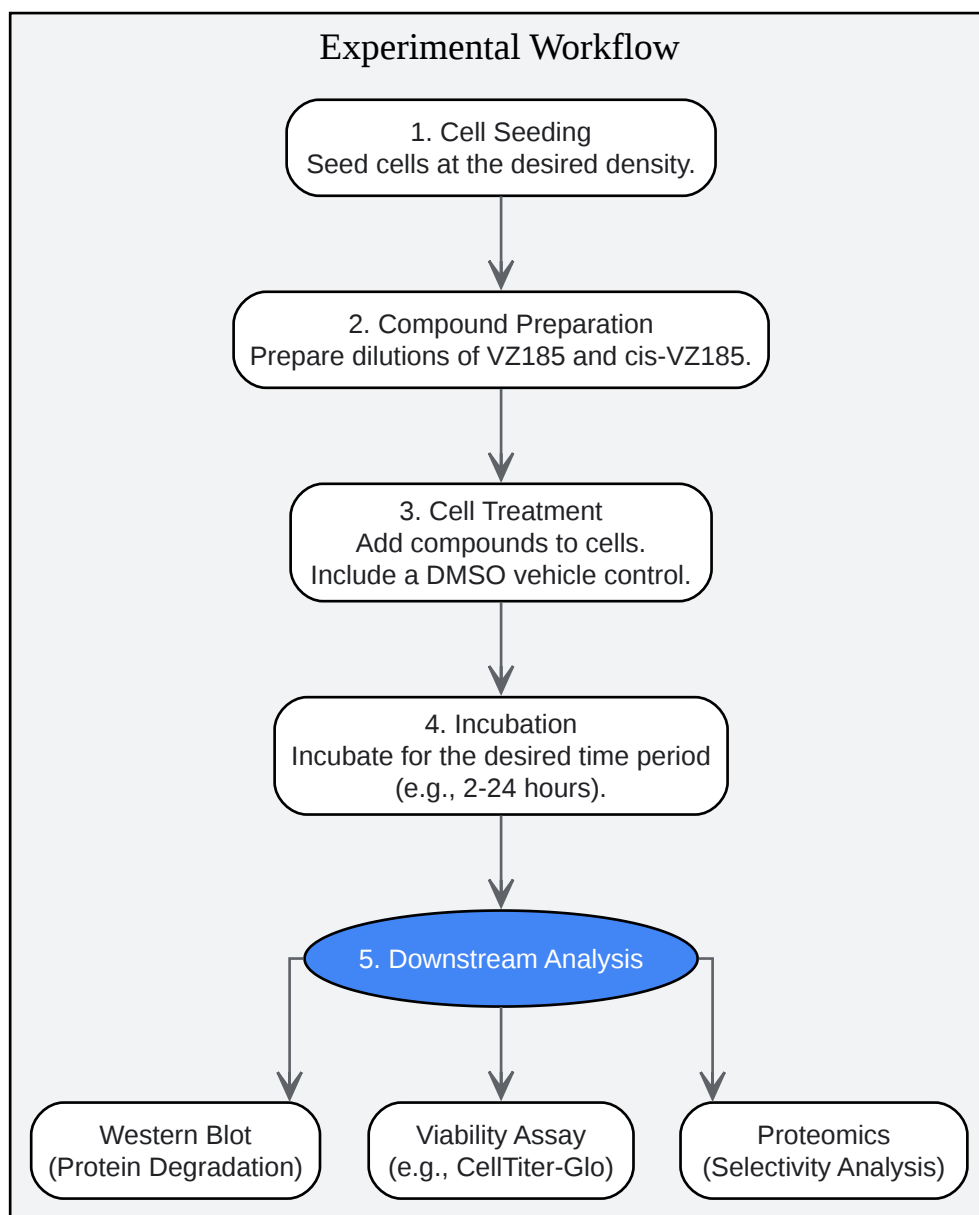 Experimental Workflow
1. Cell Seeding
Seed cells at the desired density.
2. Compound Preparation
Prepare dilutions of VZ185 and cis-VZ185.
3. Cell Treatment
Add compounds to cells.
Include a DMSO vehicle control.
4. Incubation
Incubate for the desired time period
(e.g., 2-24 hours).
5. Downstream Analysis
Western Blot
(Protein Degradation)
Viability Assay
(e.g., CellTiter-Glo)
Proteomics
(Selectivity Analysis)